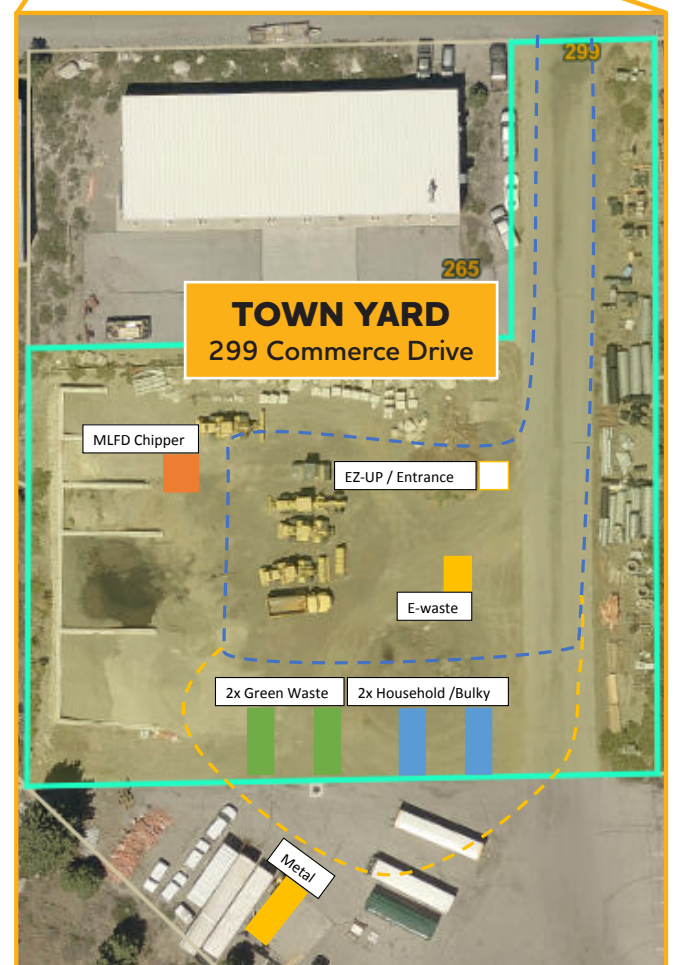 299
265
TOWN YARD
299 Commerce Drive
MLFD Chipper
EZ-UP / Entrance
E-waste
2x Green Waste
2x Household /Bulky
Metal